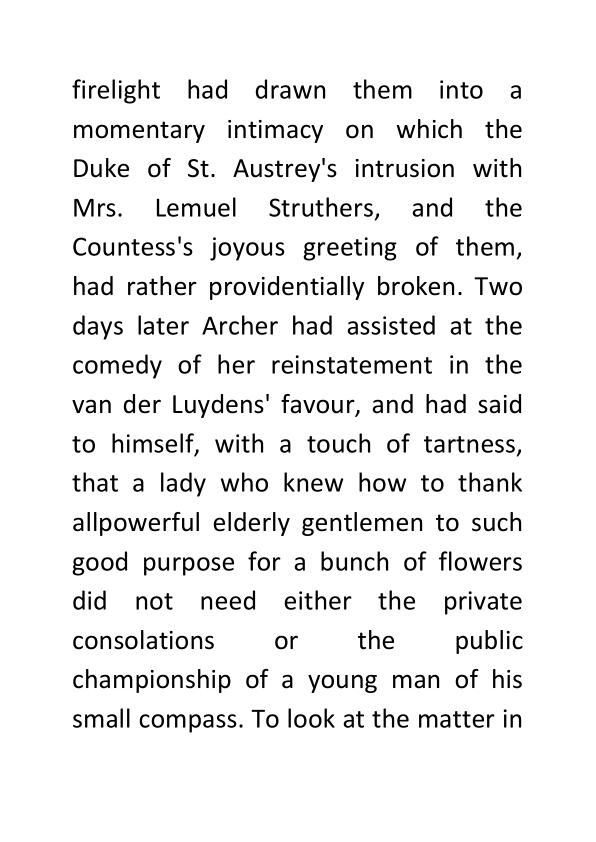 firelight had drawn them into a
momentary intimacy on which the
Duke of St. Austrey's intrusion with
Mrs. Lemuel Struthers, and the
Countess's joyous greeting of them,
had rather providentially broken. Two
days later Archer had assisted at the
comedy of her reinstatement in the
van der Luydens' favour, and had said
to himself, with a touch of tartness,
that a lady who knew how to thank
allpowerful elderly gentlemen to such
good purpose for a bunch of flowers
did not need either the private
consolations or the public
championship of a young man of his
small compass. To look at the matter in